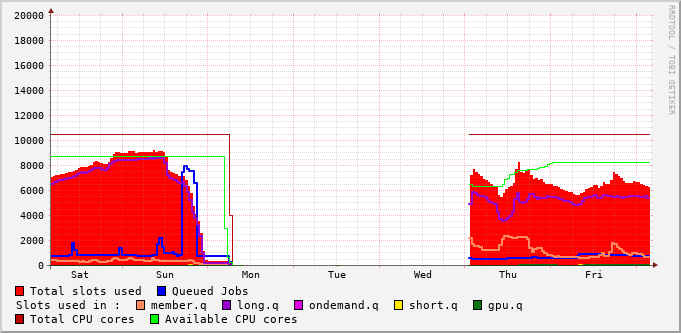 20000
18000
16000
14000
12000
10000
8000
6000
4000
2000
0
Sat Sun Mon Tue Wed Thu Fri
Total slots used Queued Jobs
Slots used in : member.q long.q ondemand.q short.q gpu.q
Total CPU cores Available CPU cores
RRDTOOL / TOBI OETIKER